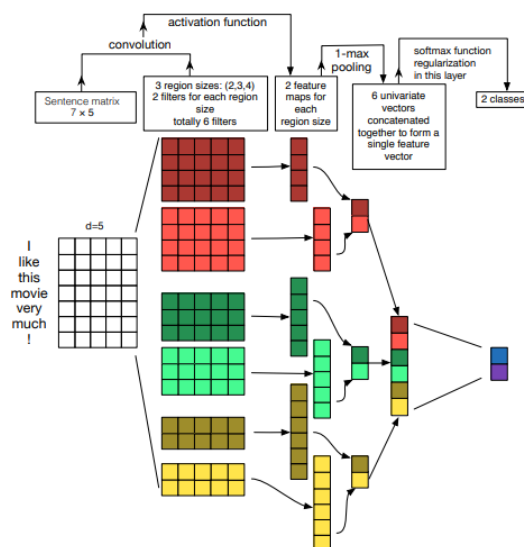 activation function
convolution
1-max
pooling
softmax function
regularization
in this layer
Sentence matrix
7 × 5
3 region sizes: (2,3,4)
2 filters for each region
size
totally 6 filters
2 feature
maps for
each
region size
6 univariate
vectors
concatenated
together to form a
single feature
vector
2 classes
d=5
I
like
this
movie
very
much
!